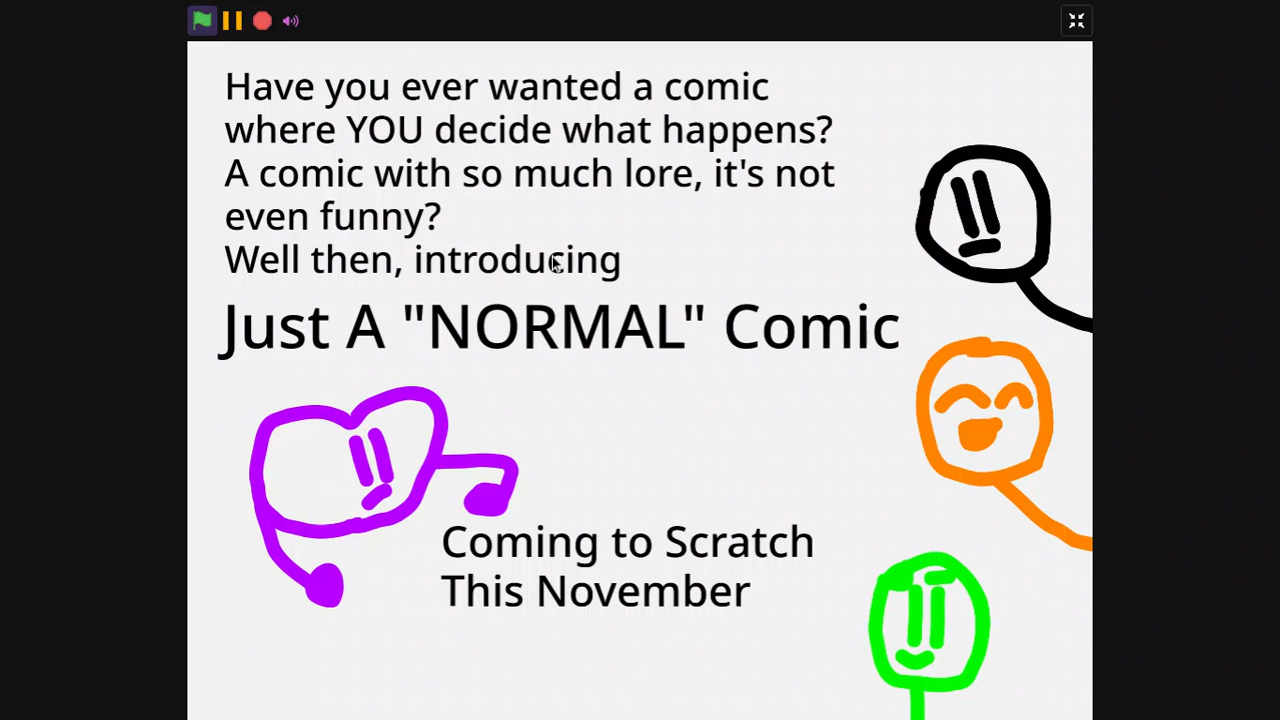 Have you ever wanted a comic
where YOU decide what happens?
A comic with so much lore, it's not
even funny?
Well then, introducing
Just A "NORMAL" Comic
Coming to Scratch
This November